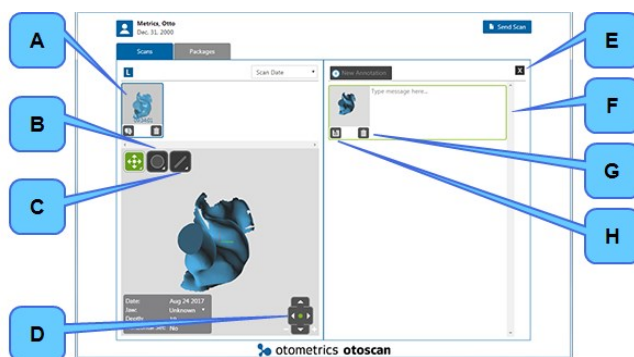 A
B
C
D
E
F
G
H
Metrics, Otto
Dec. 31, 2000
Send Scan
Scans
Packages
L
Scan Date
New Annotation
X
Type message here...
Date: Aug 24 2017
Jaw: Unknown
Depth:
No
otometrics otoscan